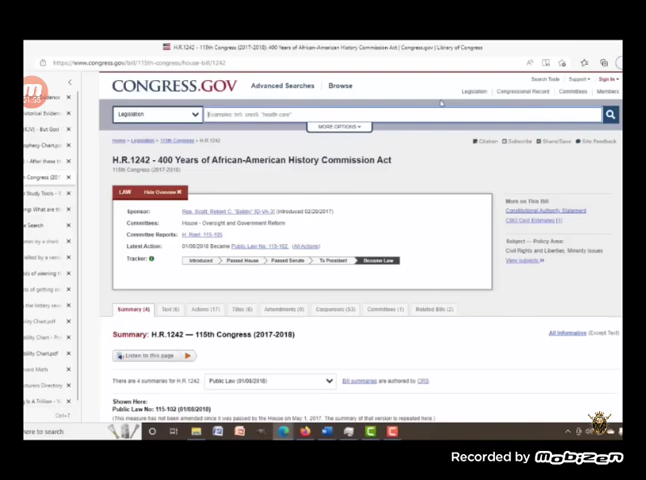 H.R.1242 - 115th Congress (2017-2018): 400 Years of African-American History Commission Act | Congress.gov | Library of Congress
https://www.congress.gov/bill/115th-congress/house-bill/1242
CONGRESS.GOV Advanced Searches Browse
Search Tools Support Sign In
Legislation Congressional Record Committees Members
Legislation Examples: hr5, sres9, "health care"
MORE OPTIONS
Home > Legislation > 115th Congress > H.R.1242
Citation Subscribe Share/Save Site Feedback
H.R.1242 - 400 Years of African-American History Commission Act
115th Congress (2017-2018)
LAW Hide Overview
Sponsor: Rep. Scott, Robert C. "Bobby" [D-VA-3] (Introduced 02/28/2017)
Committees: House - Oversight and Government Reform
Committee Reports: H. Rept. 115-105
Latest Action: 01/08/2018 Became Public Law No: 115-102. (All Actions)
Tracker: Introduced Passed House Passed Senate To President Became Law
More on This Bill
Constitutional Authority Statement
CBO Cost Estimates [1]
Subject — Policy Area:
Civil Rights and Liberties, Minority Issues
View subjects
Summary (4) Text (6) Actions (17) Titles (6) Amendments (0) Cosponsors (53) Committees (1) Related Bills (2)
Summary: H.R.1242 — 115th Congress (2017-2018)
All Information (Except Text)
Listen to this page
There are 4 summaries for H.R.1242. Public Law (01/08/2018) Bill summaries are authored by CRS.
Shown Here:
Public Law No: 115-102 (01/08/2018)
(This measure has not been amended since it was passed by the House on May 1, 2017. The summary of that version is repeated here.)
here to search
Recorded by MOBIZEN